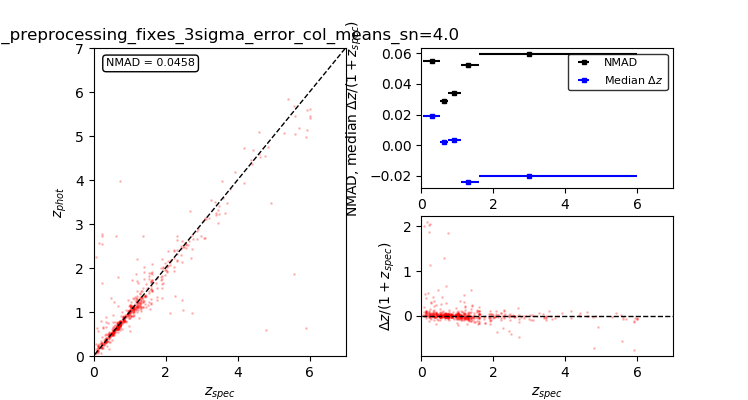 _preprocessing_fixes_3sigma_error_col_means_sn=4.0
NMAD = 0.0458
z_phot
0 1 2 3 4 5 6 7
0 2 4 6
z_spec
NMAD, median Δz/(1 + z_spec)
0.06 0.04 0.02 0.00 −0.02
NMAD
Median Δz
0 2 4 6
Δz/(1 + z_spec)
2 1 0
0 2 4 6
z_spec